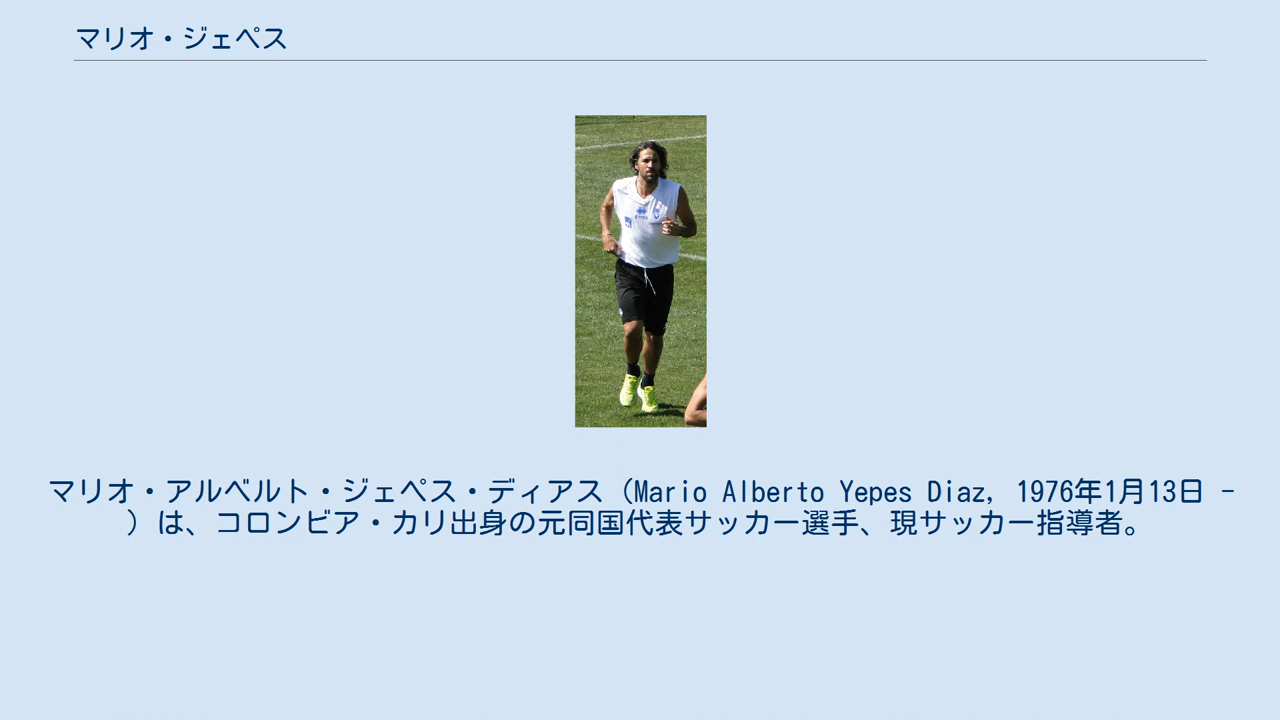 マリオ・ジェペス
マリオ・アルベルト・ジェペス・ディアス（Mario Alberto Yepes Diaz, 1976年1月13日 -
）は、コロンビア・カリ出身の元同国代表サッカー選手、現サッカー指導者。